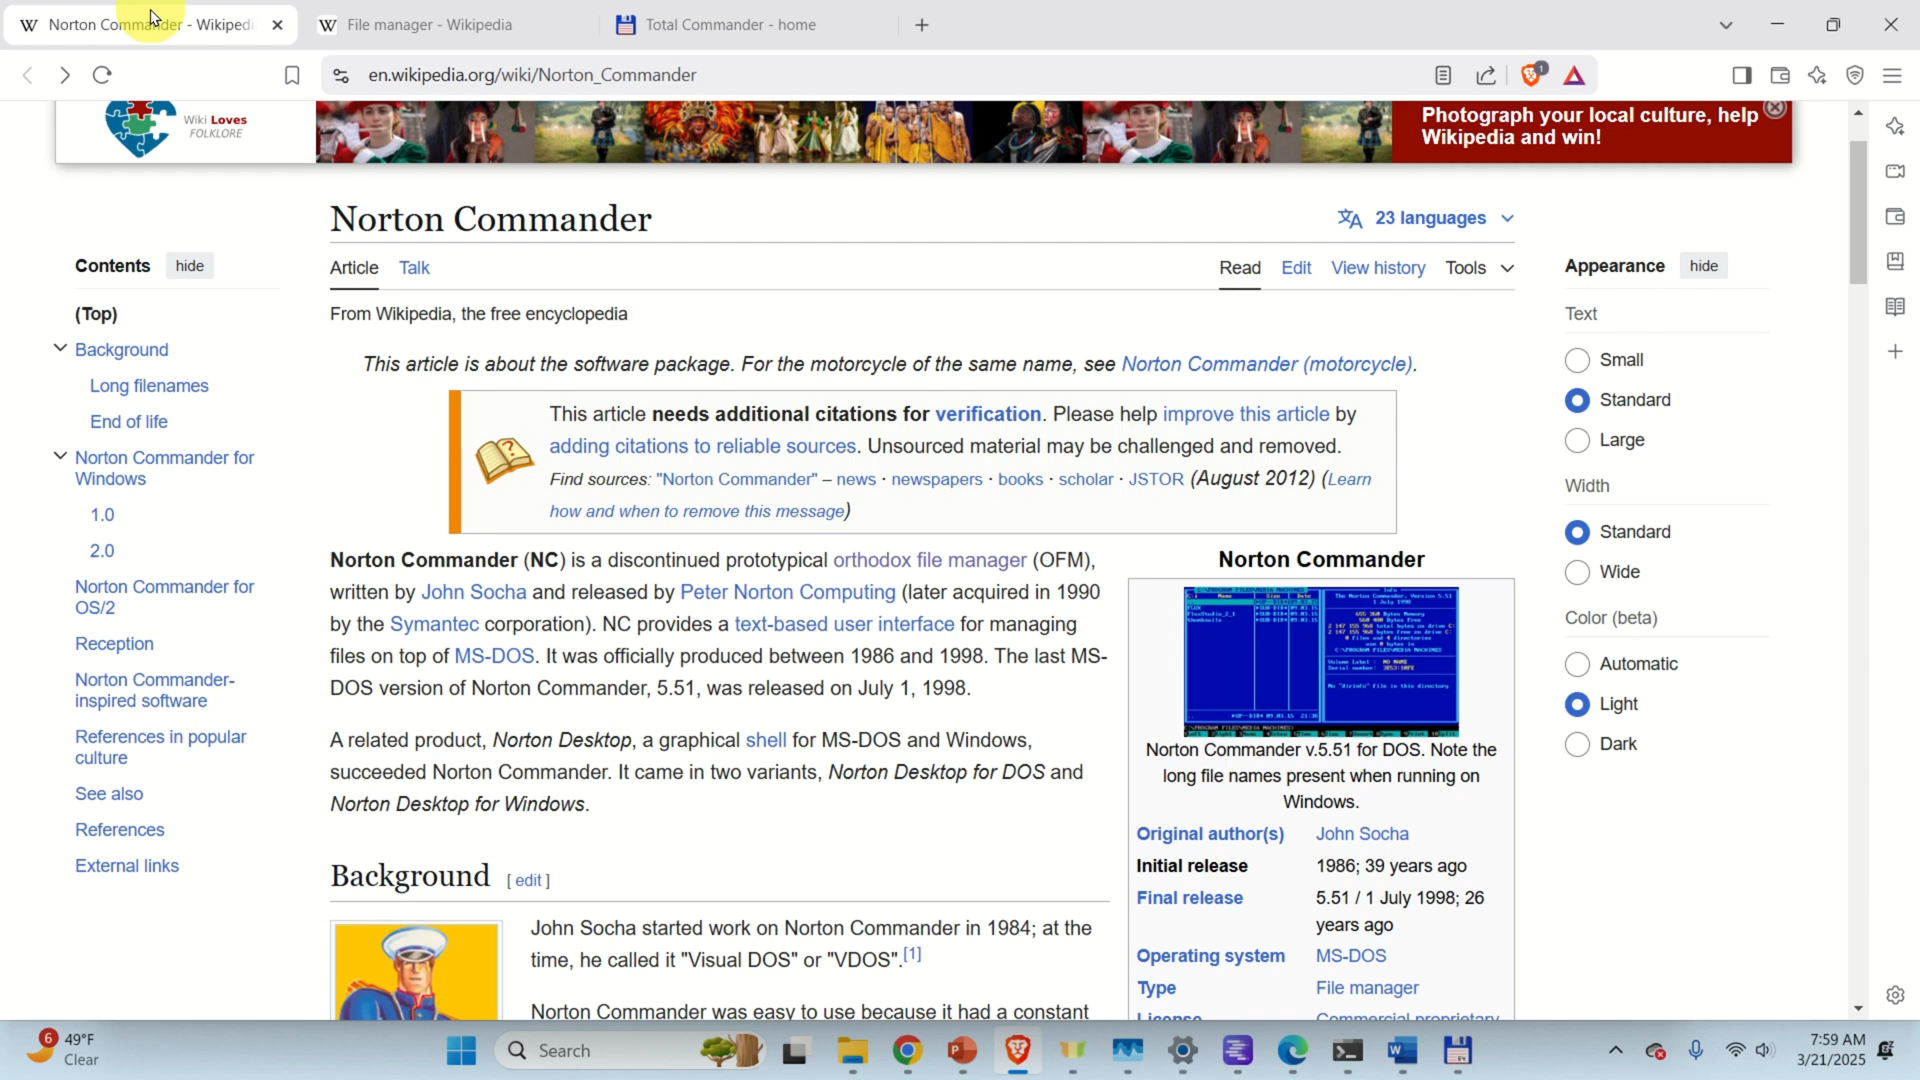 Norton Commander - Wikipedi
File manager - Wikipedia
Total Commander - home
en.wikipedia.org/wiki/Norton_Commander
1
Wiki Loves
FOLKLORE
Photograph your local culture, help
Wikipedia and win!
Norton Commander
23 languages
Contents
hide
Article
Talk
Read
Edit
View history
Tools
Appearance
hide
(Top)
Background
Long filenames
End of life
Norton Commander for
Windows
1.0
2.0
Norton Commander for
OS/2
Reception
Norton Commander-
inspired software
References in popular
culture
See also
References
External links
From Wikipedia, the free encyclopedia
This article is about the software package. For the motorcycle of the same name, see Norton Commander (motorcycle).
This article needs additional citations for verification. Please help improve this article by
adding citations to reliable sources. Unsourced material may be challenged and removed.
Find sources: "Norton Commander" – news · newspapers · books · scholar · JSTOR (August 2012) (Learn
how and when to remove this message)
Norton Commander (NC) is a discontinued prototypical orthodox file manager (OFM),
written by John Socha and released by Peter Norton Computing (later acquired in 1990
by the Symantec corporation). NC provides a text-based user interface for managing
files on top of MS-DOS. It was officially produced between 1986 and 1998. The last MS-
DOS version of Norton Commander, 5.51, was released on July 1, 1998.
A related product, Norton Desktop, a graphical shell for MS-DOS and Windows,
succeeded Norton Commander. It came in two variants, Norton Desktop for DOS and
Norton Desktop for Windows.
Background [ edit ]
John Socha started work on Norton Commander in 1984; at the
time, he called it "Visual DOS" or "VDOS".[1]
Norton Commander was easy to use because it had a constant
Norton Commander
Norton Commander v.5.51 for DOS. Note the
long file names present when running on
Windows.
Original author(s) John Socha
Initial release 1986; 39 years ago
Final release 5.51 / 1 July 1998; 26
years ago
Operating system MS-DOS
Type File manager
License Commercial proprietary
Text
Small
Standard
Large
Width
Standard
Wide
Color (beta)
Automatic
Light
Dark
6
49°F
Clear
Search
7:59 AM
3/21/2025